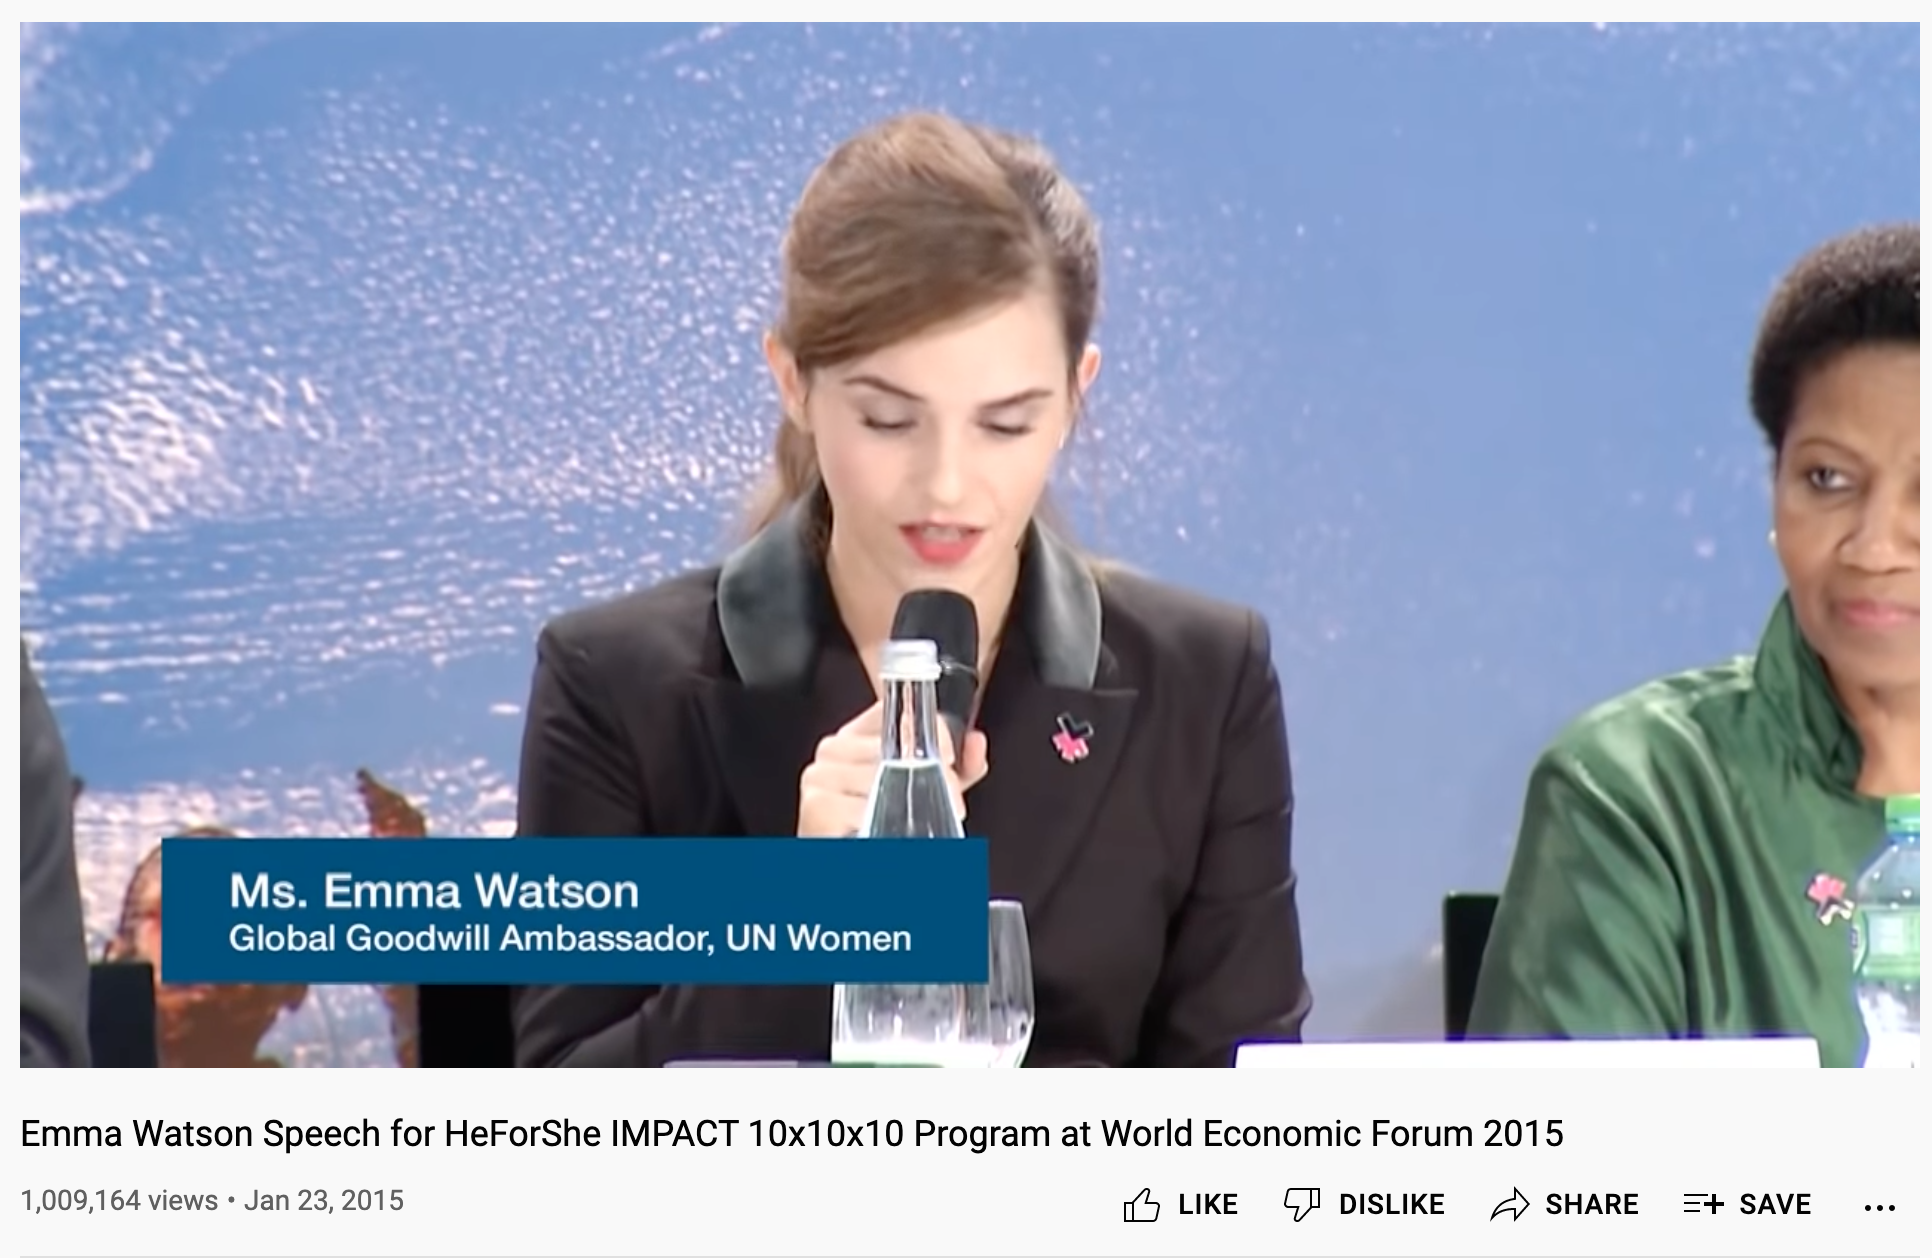 Ms. Emma Watson
Global Goodwill Ambassador, UN Women
Emma Watson Speech for HeForShe IMPACT 10x10x10 Program at World Economic Forum 2015
1,009,164 views • Jan 23, 2015 LIKE DISLIKE SHARE SAVE ...